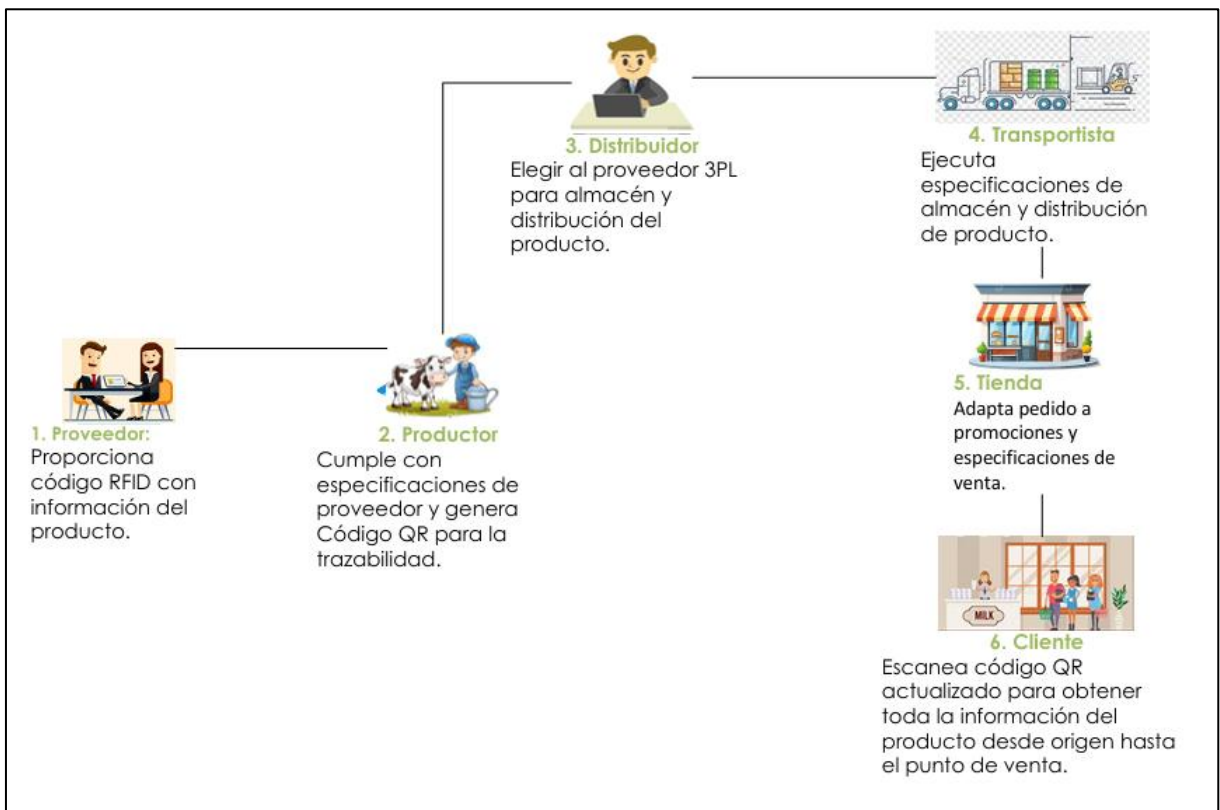 3. Distribuidor
Elegir al proveedor 3PL
para almacén y
distribución del
producto.
4. Transportista
Ejecuta
especificaciones de
almacén y distribución
de producto.
1. Proveedor:
Proporciona
código RFID con
información del
producto.
2. Productor
Cumple con
especificaciones de
proveedor y genera
Código QR para la
trazabilidad.
5. Tienda
Adapta pedido a
promociones y
especificaciones de
venta.
MILK
6. Cliente
Escanea código QR
actualizado para obtener
toda la información del
producto desde origen hasta
el punto de venta.